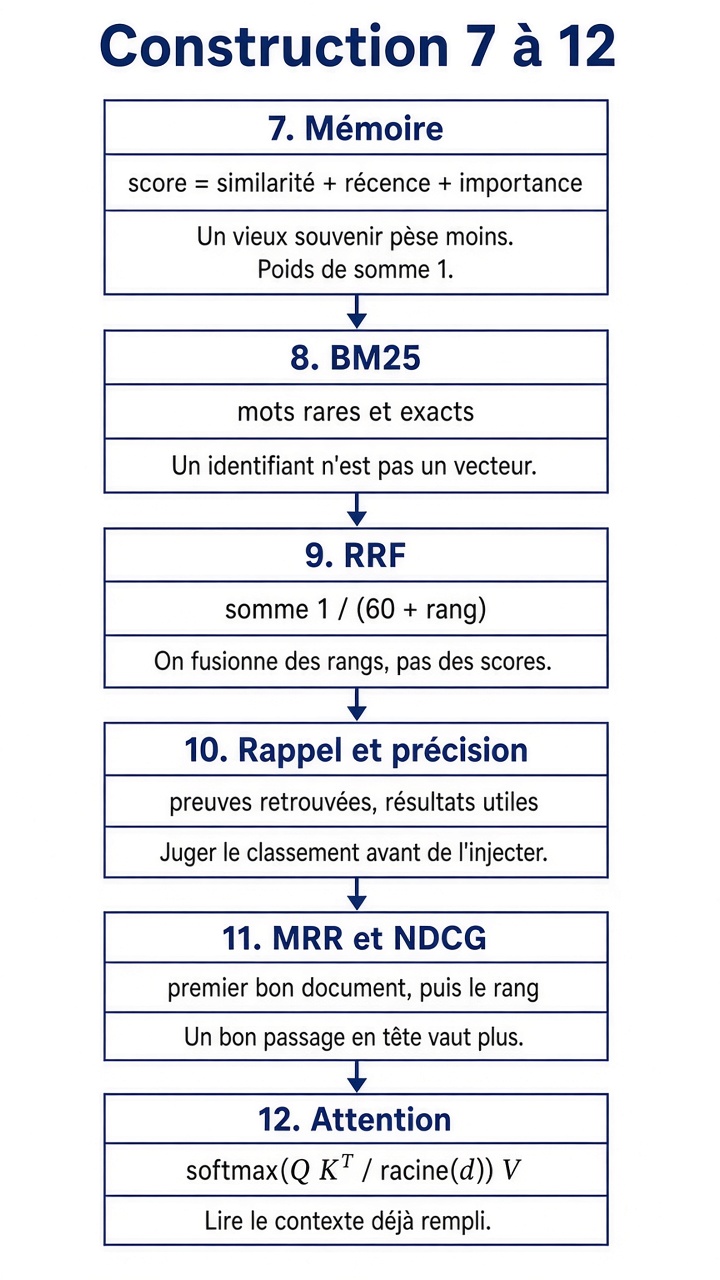 Construction 7 à 12
7. Mémoire
score = similarité + récence + importance
Un vieux souvenir pèse moins.
Poids de somme 1.
8. BM25
mots rares et exacts
Un identifiant n'est pas un vecteur.
9. RRF
somme 1 / (60 + rang)
On fusionne des rangs, pas des scores.
10. Rappel et précision
preuves retrouvées, résultats utiles
Juger le classement avant de l'injecter.
11. MRR et NDCG
premier bon document, puis le rang
Un bon passage en tête vaut plus.
12. Attention
softmax(Q K^T / racine(d)) V
Lire le contexte déjà rempli.